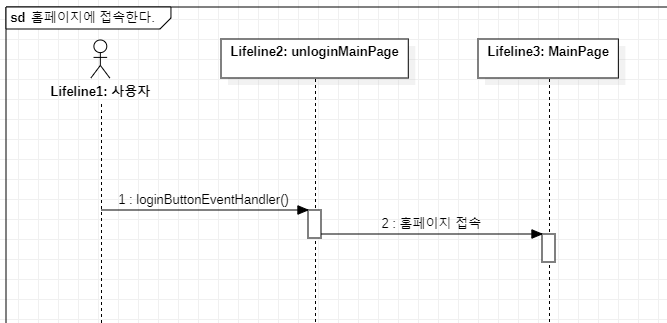 sd 홈페이지에 접속한다.
Lifeline1: 사용자
Lifeline2: unloginMainPage
Lifeline3: MainPage
1 : loginButtonEventHandler()
2 : 홈페이지 접속